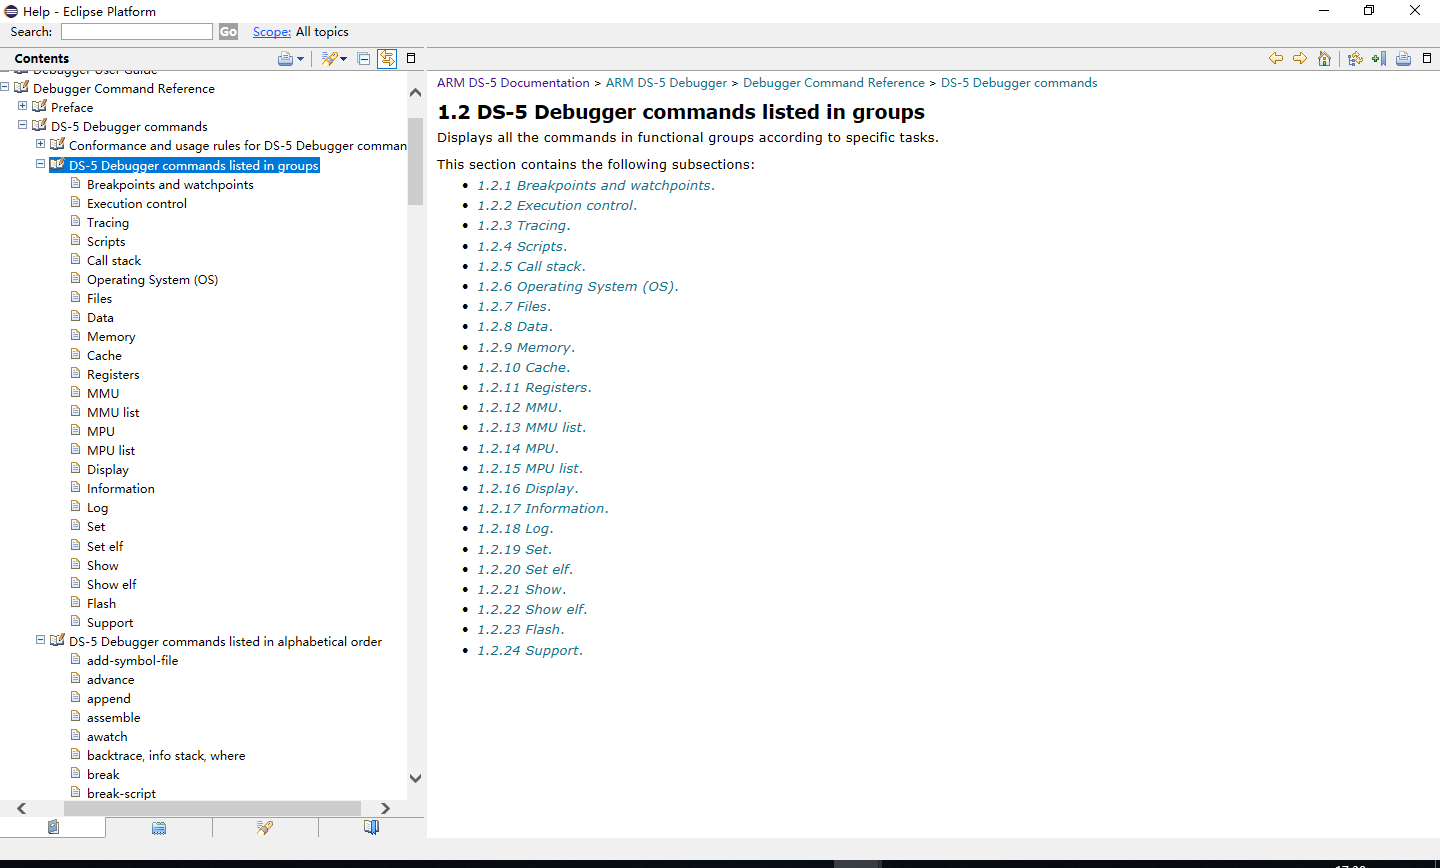 Help - Eclipse Platform
Search:
Go
Scope: All topics
Contents
Debugger User Guide
Debugger Command Reference
Preface
DS-5 Debugger commands
Conformance and usage rules for DS-5 Debugger comman
DS-5 Debugger commands listed in groups
Breakpoints and watchpoints
Execution control
Tracing
Scripts
Call stack
Operating System (OS)
Files
Data
Memory
Cache
Registers
MMU
MMU list
MPU
MPU list
Display
Information
Log
Set
Set elf
Show
Show elf
Flash
Support
DS-5 Debugger commands listed in alphabetical order
add-symbol-file
advance
append
assemble
awatch
backtrace, info stack, where
break
break-script
ARM DS-5 Documentation > ARM DS-5 Debugger > Debugger Command Reference > DS-5 Debugger commands
1.2 DS-5 Debugger commands listed in groups
Displays all the commands in functional groups according to specific tasks.
This section contains the following subsections:
• 1.2.1 Breakpoints and watchpoints.
• 1.2.2 Execution control.
• 1.2.3 Tracing.
• 1.2.4 Scripts.
• 1.2.5 Call stack.
• 1.2.6 Operating System (OS).
• 1.2.7 Files.
• 1.2.8 Data.
• 1.2.9 Memory.
• 1.2.10 Cache.
• 1.2.11 Registers.
• 1.2.12 MMU.
• 1.2.13 MMU list.
• 1.2.14 MPU.
• 1.2.15 MPU list.
• 1.2.16 Display.
• 1.2.17 Information.
• 1.2.18 Log.
• 1.2.19 Set.
• 1.2.20 Set elf.
• 1.2.21 Show.
• 1.2.22 Show elf.
• 1.2.23 Flash.
• 1.2.24 Support.